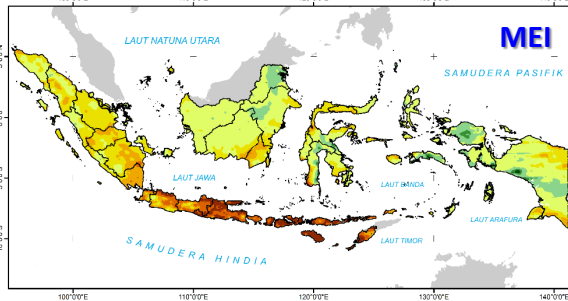 MEI
LAUT NATUNA UTARA
SAMUDERA PASIFIK
LAUT JAWA
LAUT BANDA
LAUT ARAFURA
LAUT TIMOR
SAMUDERA HINDIA
100°0'0"E 110°0'0"E 120°0'0"E 130°0'0"E 140°0'0"E